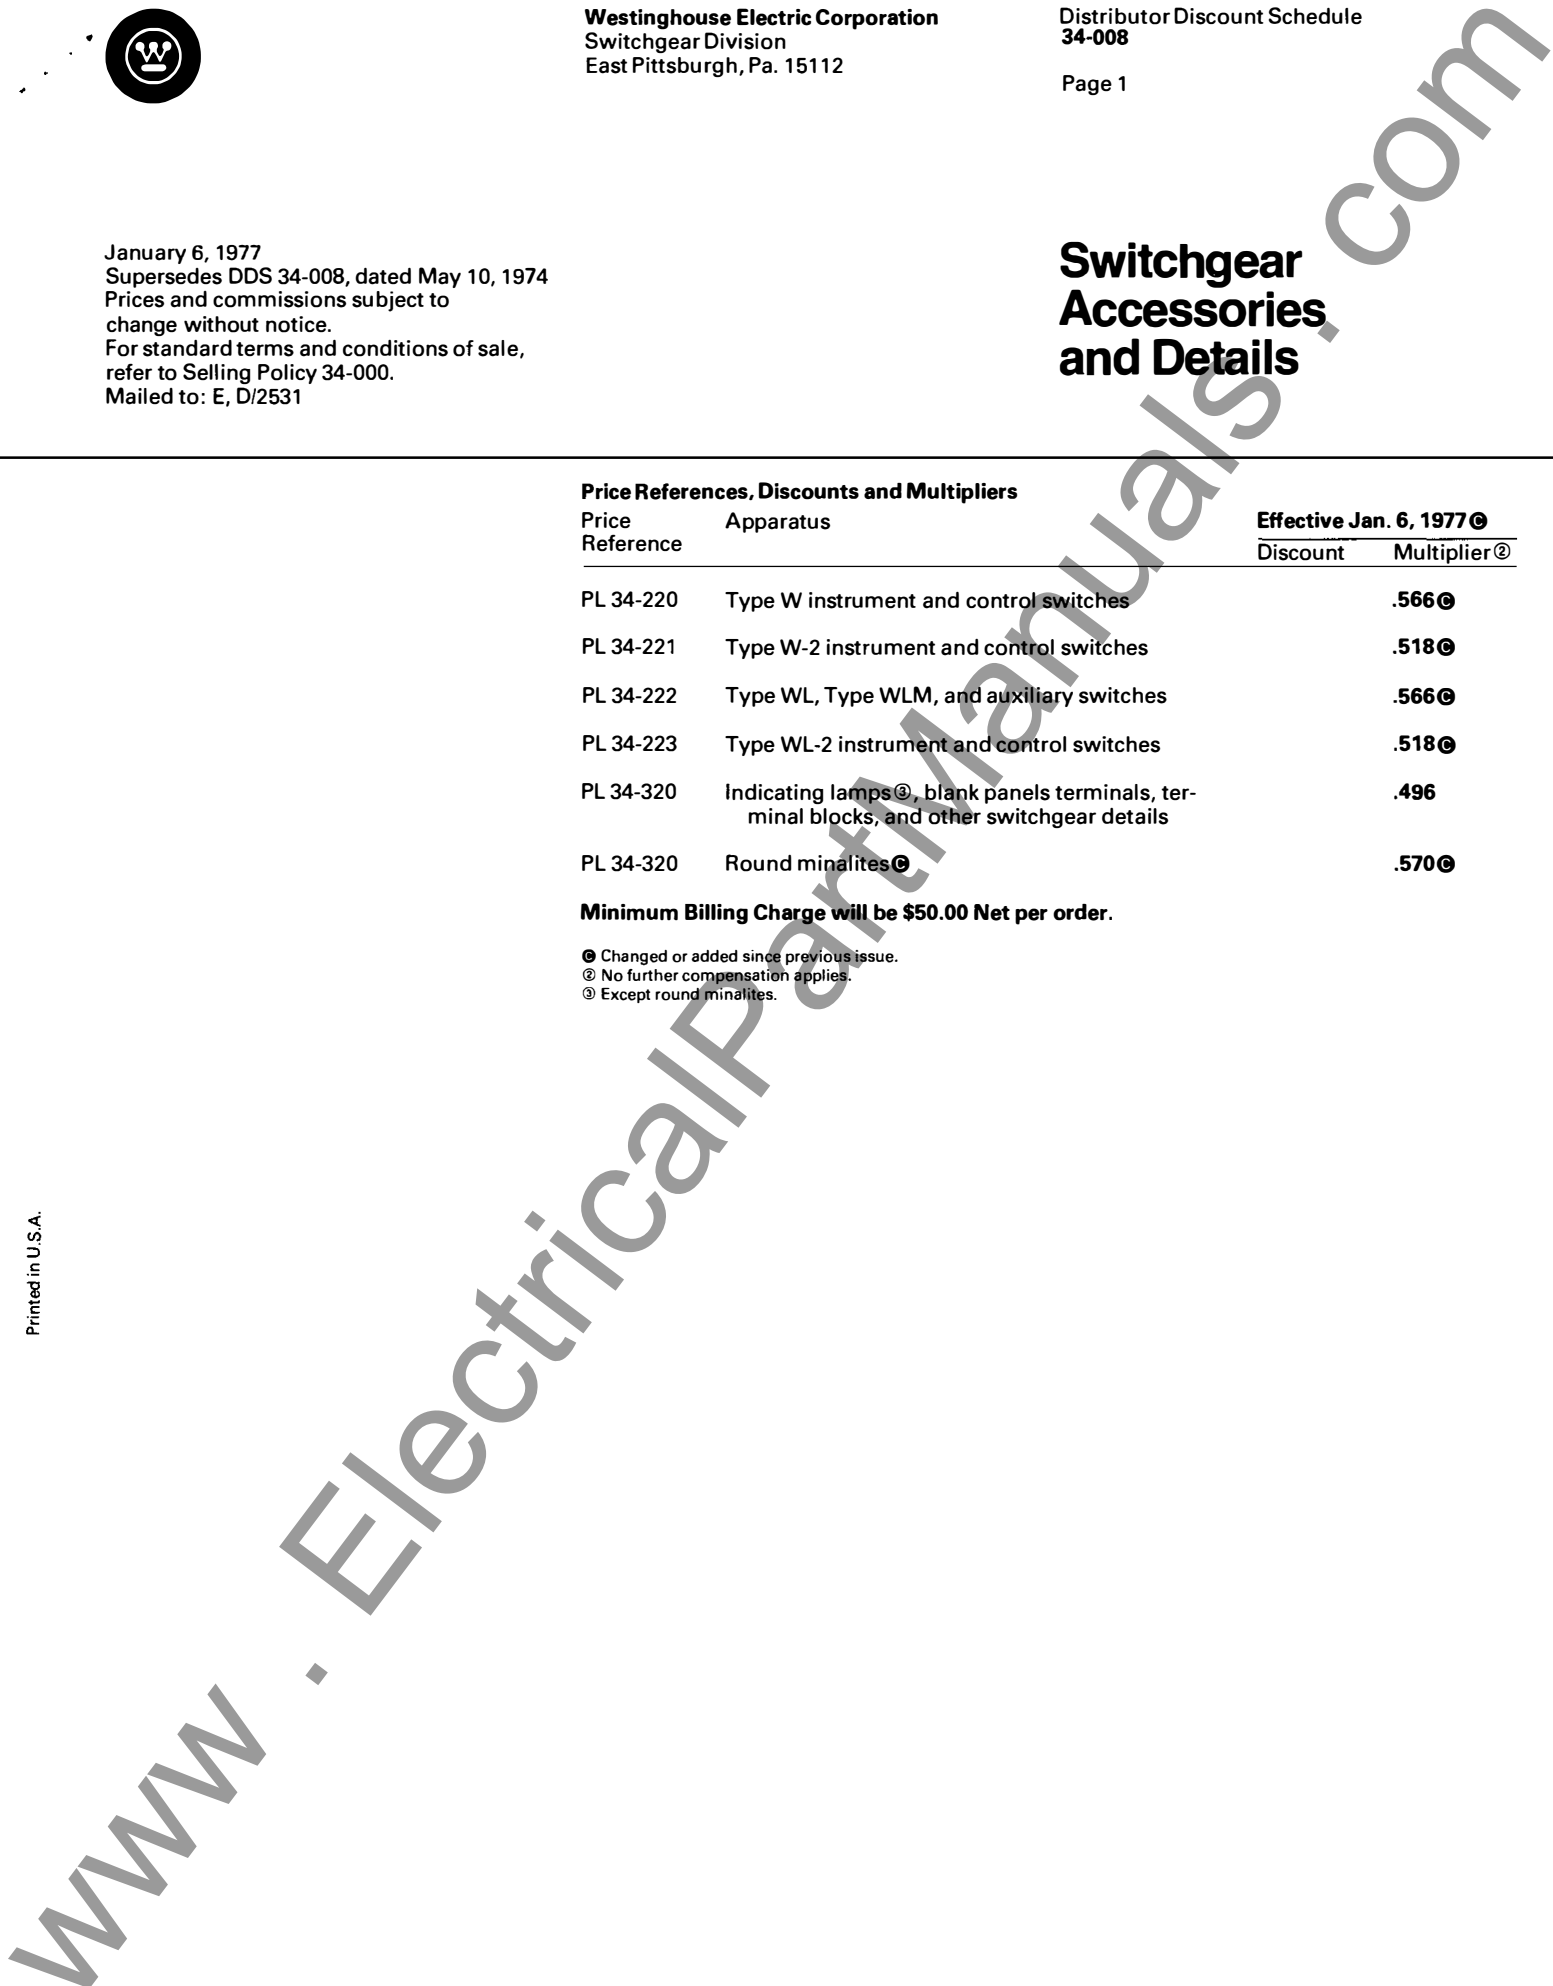 Westinghouse Electric Corporation
Switchgear Division
East Pittsburgh, Pa. 15112
Distributor Discount Schedule
34-008
Page 1
January 6, 1977
Supersedes DDS 34-008, dated May 10, 1974
Prices and commissions subject to
change without notice.
For standard terms and conditions of sale,
refer to Selling Policy 34-000.
Mailed to: E, D/2531
Switchgear
Accessories
and Details
Price References, Discounts and Multipliers
Price Reference Apparatus Effective Jan. 6, 1977🅒
Discount Multiplier②
PL 34-220 Type W instrument and control switches .566🅒
PL 34-221 Type W-2 instrument and control switches .518🅒
PL 34-222 Type WL, Type WLM, and auxiliary switches .566🅒
PL 34-223 Type WL-2 instrument and control switches .518🅒
PL 34-320 Indicating lamps③, blank panels terminals, ter- .496
minal blocks, and other switchgear details
PL 34-320 Round minalites🅒 .570🅒
Minimum Billing Charge will be $50.00 Net per order.
🅒 Changed or added since previous issue.
② No further compensation applies.
③ Except round minalites.
Printed in U.S.A.
www . ElectricalPartManuals . com